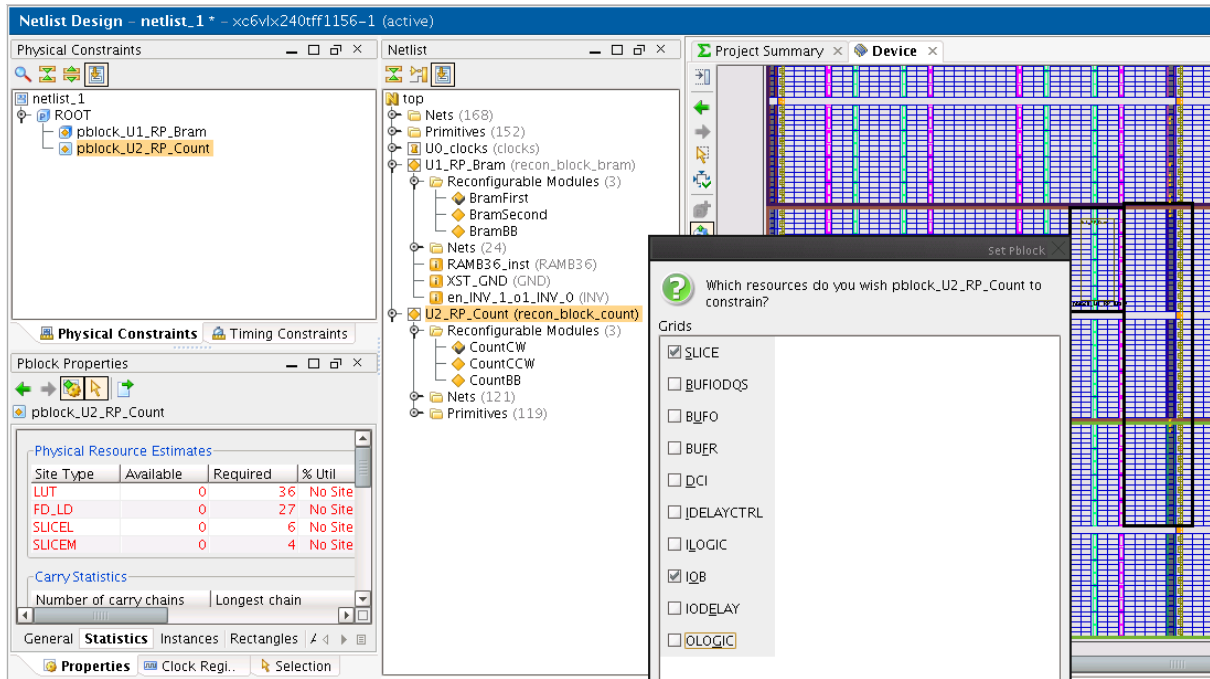 Netlist Design - netlist_1 * - xc6vlx240tff1156-1 (active)
Physical Constraints
netlist_1
ROOT
pblock_U1_RP_Bram
pblock_U2_RP_Count
Physical Constraints
Timing Constraints
Pblock Properties
pblock_U2_RP_Count
Physical Resource Estimates
Site Type Available Required % Util
LUT 0 36 No Site
FD_LD 0 27 No Site
SLICEL 0 6 No Site
SLICEM 0 4 No Site
Carry Statistics
Number of carry chains Longest chain
General Statistics Instances Rectangles
Properties Clock Regi.. Selection
Netlist
top
Nets (168)
Primitives (152)
U0_clocks (clocks)
U1_RP_Bram (recon_block_bram)
Reconfigurable Modules (3)
BramFirst
BramSecond
BramBB
Nets (24)
RAMB36_inst (RAMB36)
XST_GND (GND)
en_INV_1_o1_INV_0 (INV)
U2_RP_Count (recon_block_count)
Reconfigurable Modules (3)
CountCW
CountCCW
CountBB
Nets (121)
Primitives (119)
Project Summary
Device
Set Pblock
Which resources do you wish pblock_U2_RP_Count to
constrain?
Grids
SLICE
BUFIODQS
BUFO
BUFR
DCI
IDELAYCTRL
ILOGIC
IOB
IODELAY
OLOGIC